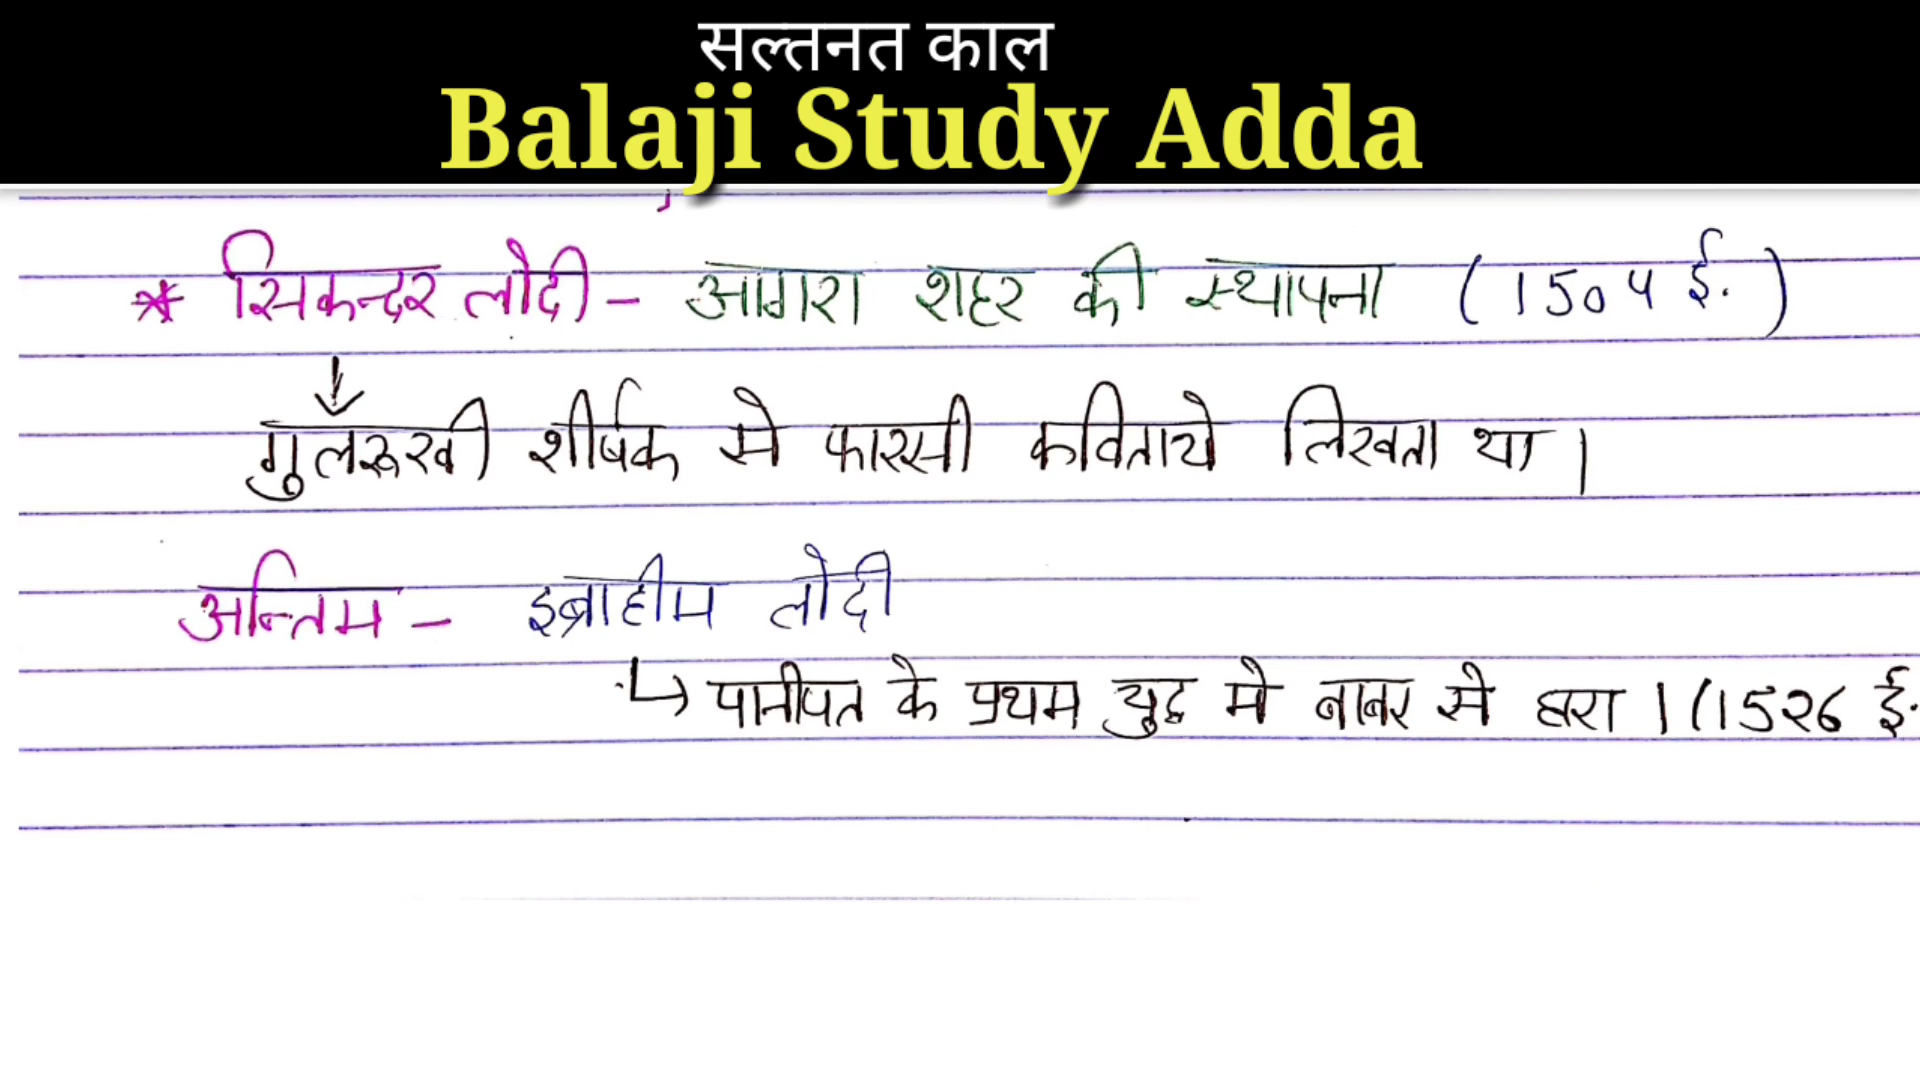 सल्तनत काल
Balaji Study Adda
* सिकन्दर लोदी - आगरा शहर की स्थापना ( 1504 ई. )
↓
गुलरूखी शीर्षक से फारसी कविताये लिखता था ।
अन्तिम - इब्राहीम लोदी
↳ पानीपत के प्रथम युद्ध मे बाबर से हारा । (1526 ई.